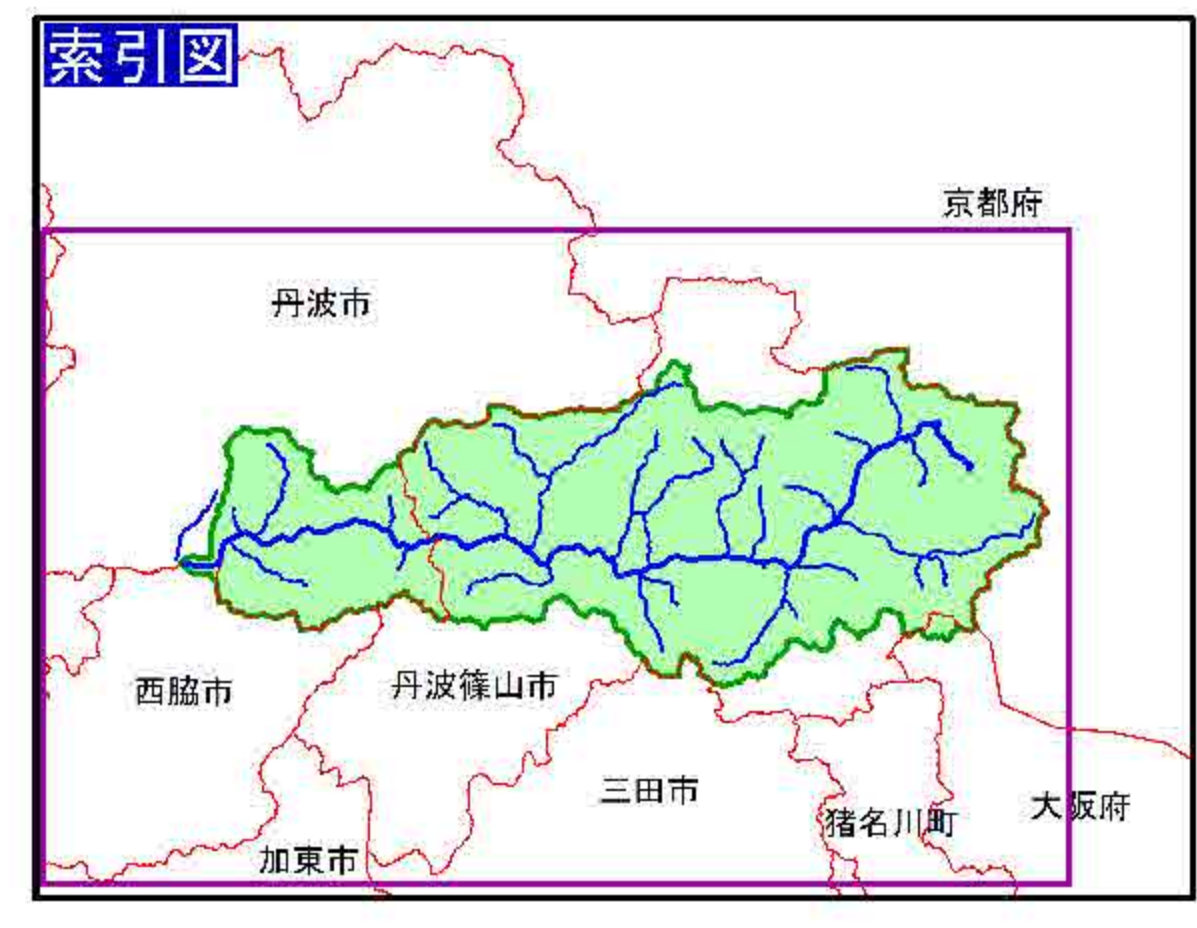 索引図
京都府
丹波市
西脇市
丹波篠山市
三田市
猪名川町
大阪府
加東市